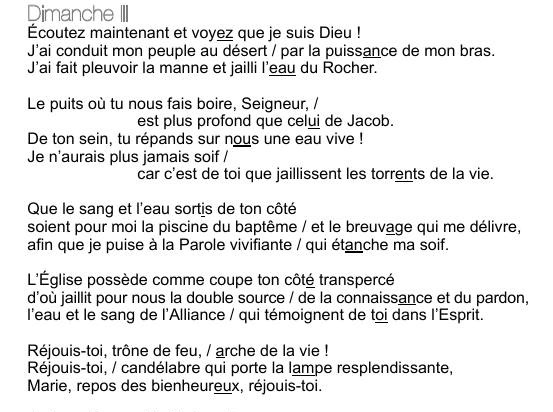 Dimanche III
Écoutez maintenant et voyez que je suis Dieu !
J’ai conduit mon peuple au désert / par la puissance de mon bras.
J’ai fait pleuvoir la manne et jailli l’eau du Rocher.
Le puits où tu nous fais boire, Seigneur, /
est plus profond que celui de Jacob.
De ton sein, tu répands sur nous une eau vive !
Je n’aurais plus jamais soif /
car c’est de toi que jaillissent les torrents de la vie.
Que le sang et l’eau sortis de ton côté
soient pour moi la piscine du baptême / et le breuvage qui me délivre,
afin que je puise à la Parole vivifiante / qui étanche ma soif.
L’Église possède comme coupe ton côté transpercé
d’où jaillit pour nous la double source / de la connaissance et du pardon,
l’eau et le sang de l’Alliance / qui témoignent de toi dans l’Esprit.
Réjouis-toi, trône de feu, / arche de la vie !
Réjouis-toi, / candélabre qui porte la lampe resplendissante,
Marie, repos des bienheureux, réjouis-toi.